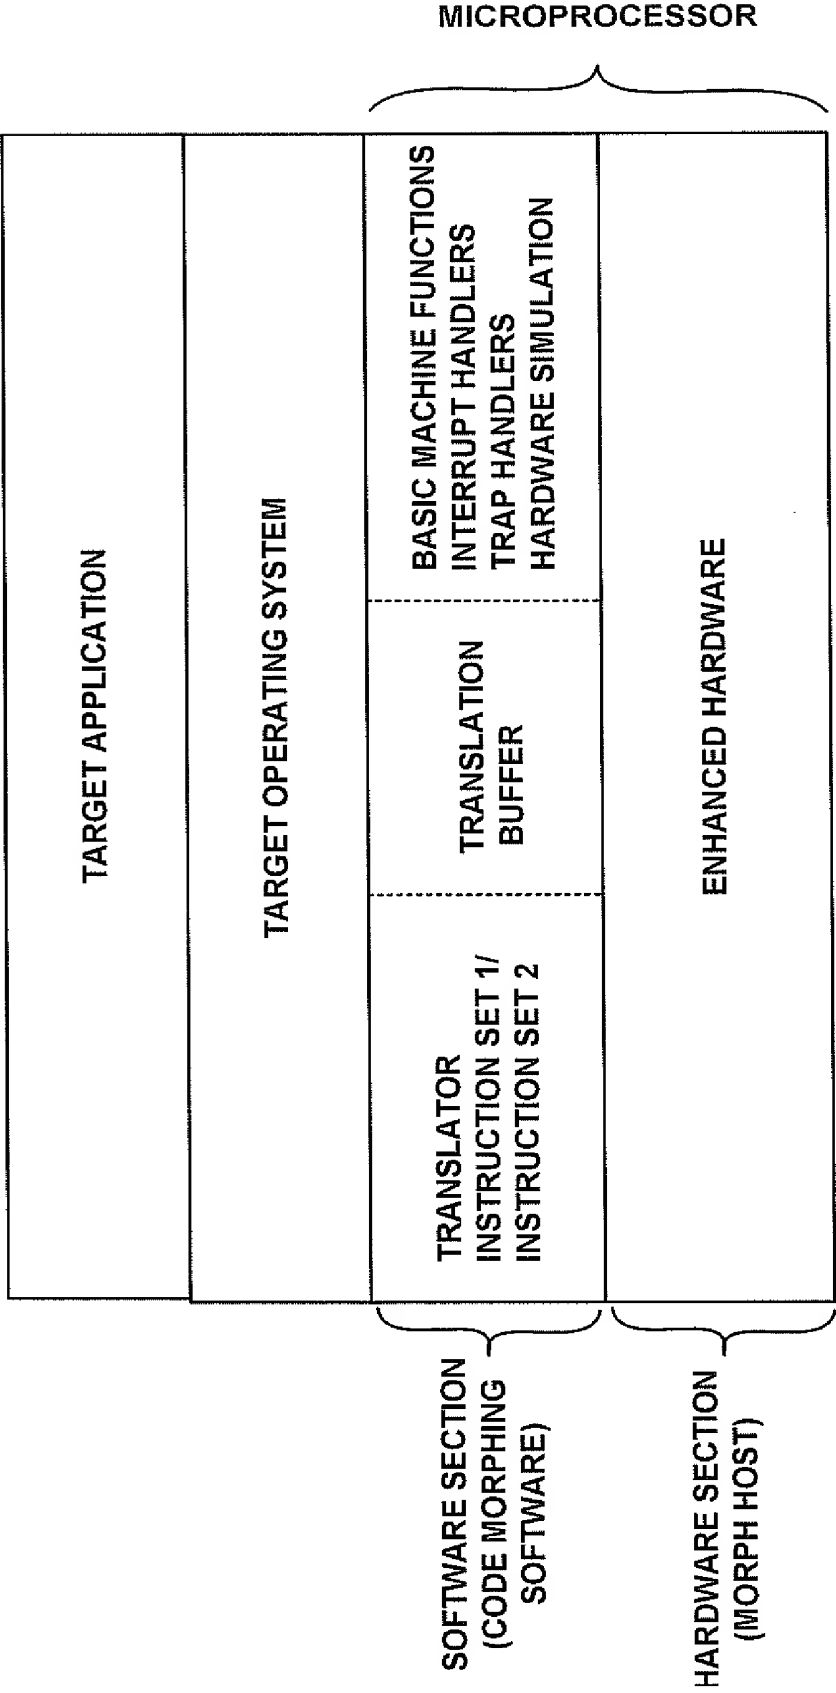 MICROPROCESSOR
TARGET APPLICATION
TARGET OPERATING SYSTEM
SOFTWARE SECTION
(CODE MORPHING
SOFTWARE)
TRANSLATOR
INSTRUCTION SET 1/
INSTRUCTION SET 2
TRANSLATION
BUFFER
BASIC MACHINE FUNCTIONS
INTERRUPT HANDLERS
TRAP HANDLERS
HARDWARE SIMULATION
HARDWARE SECTION
(MORPH HOST)
ENHANCED HARDWARE